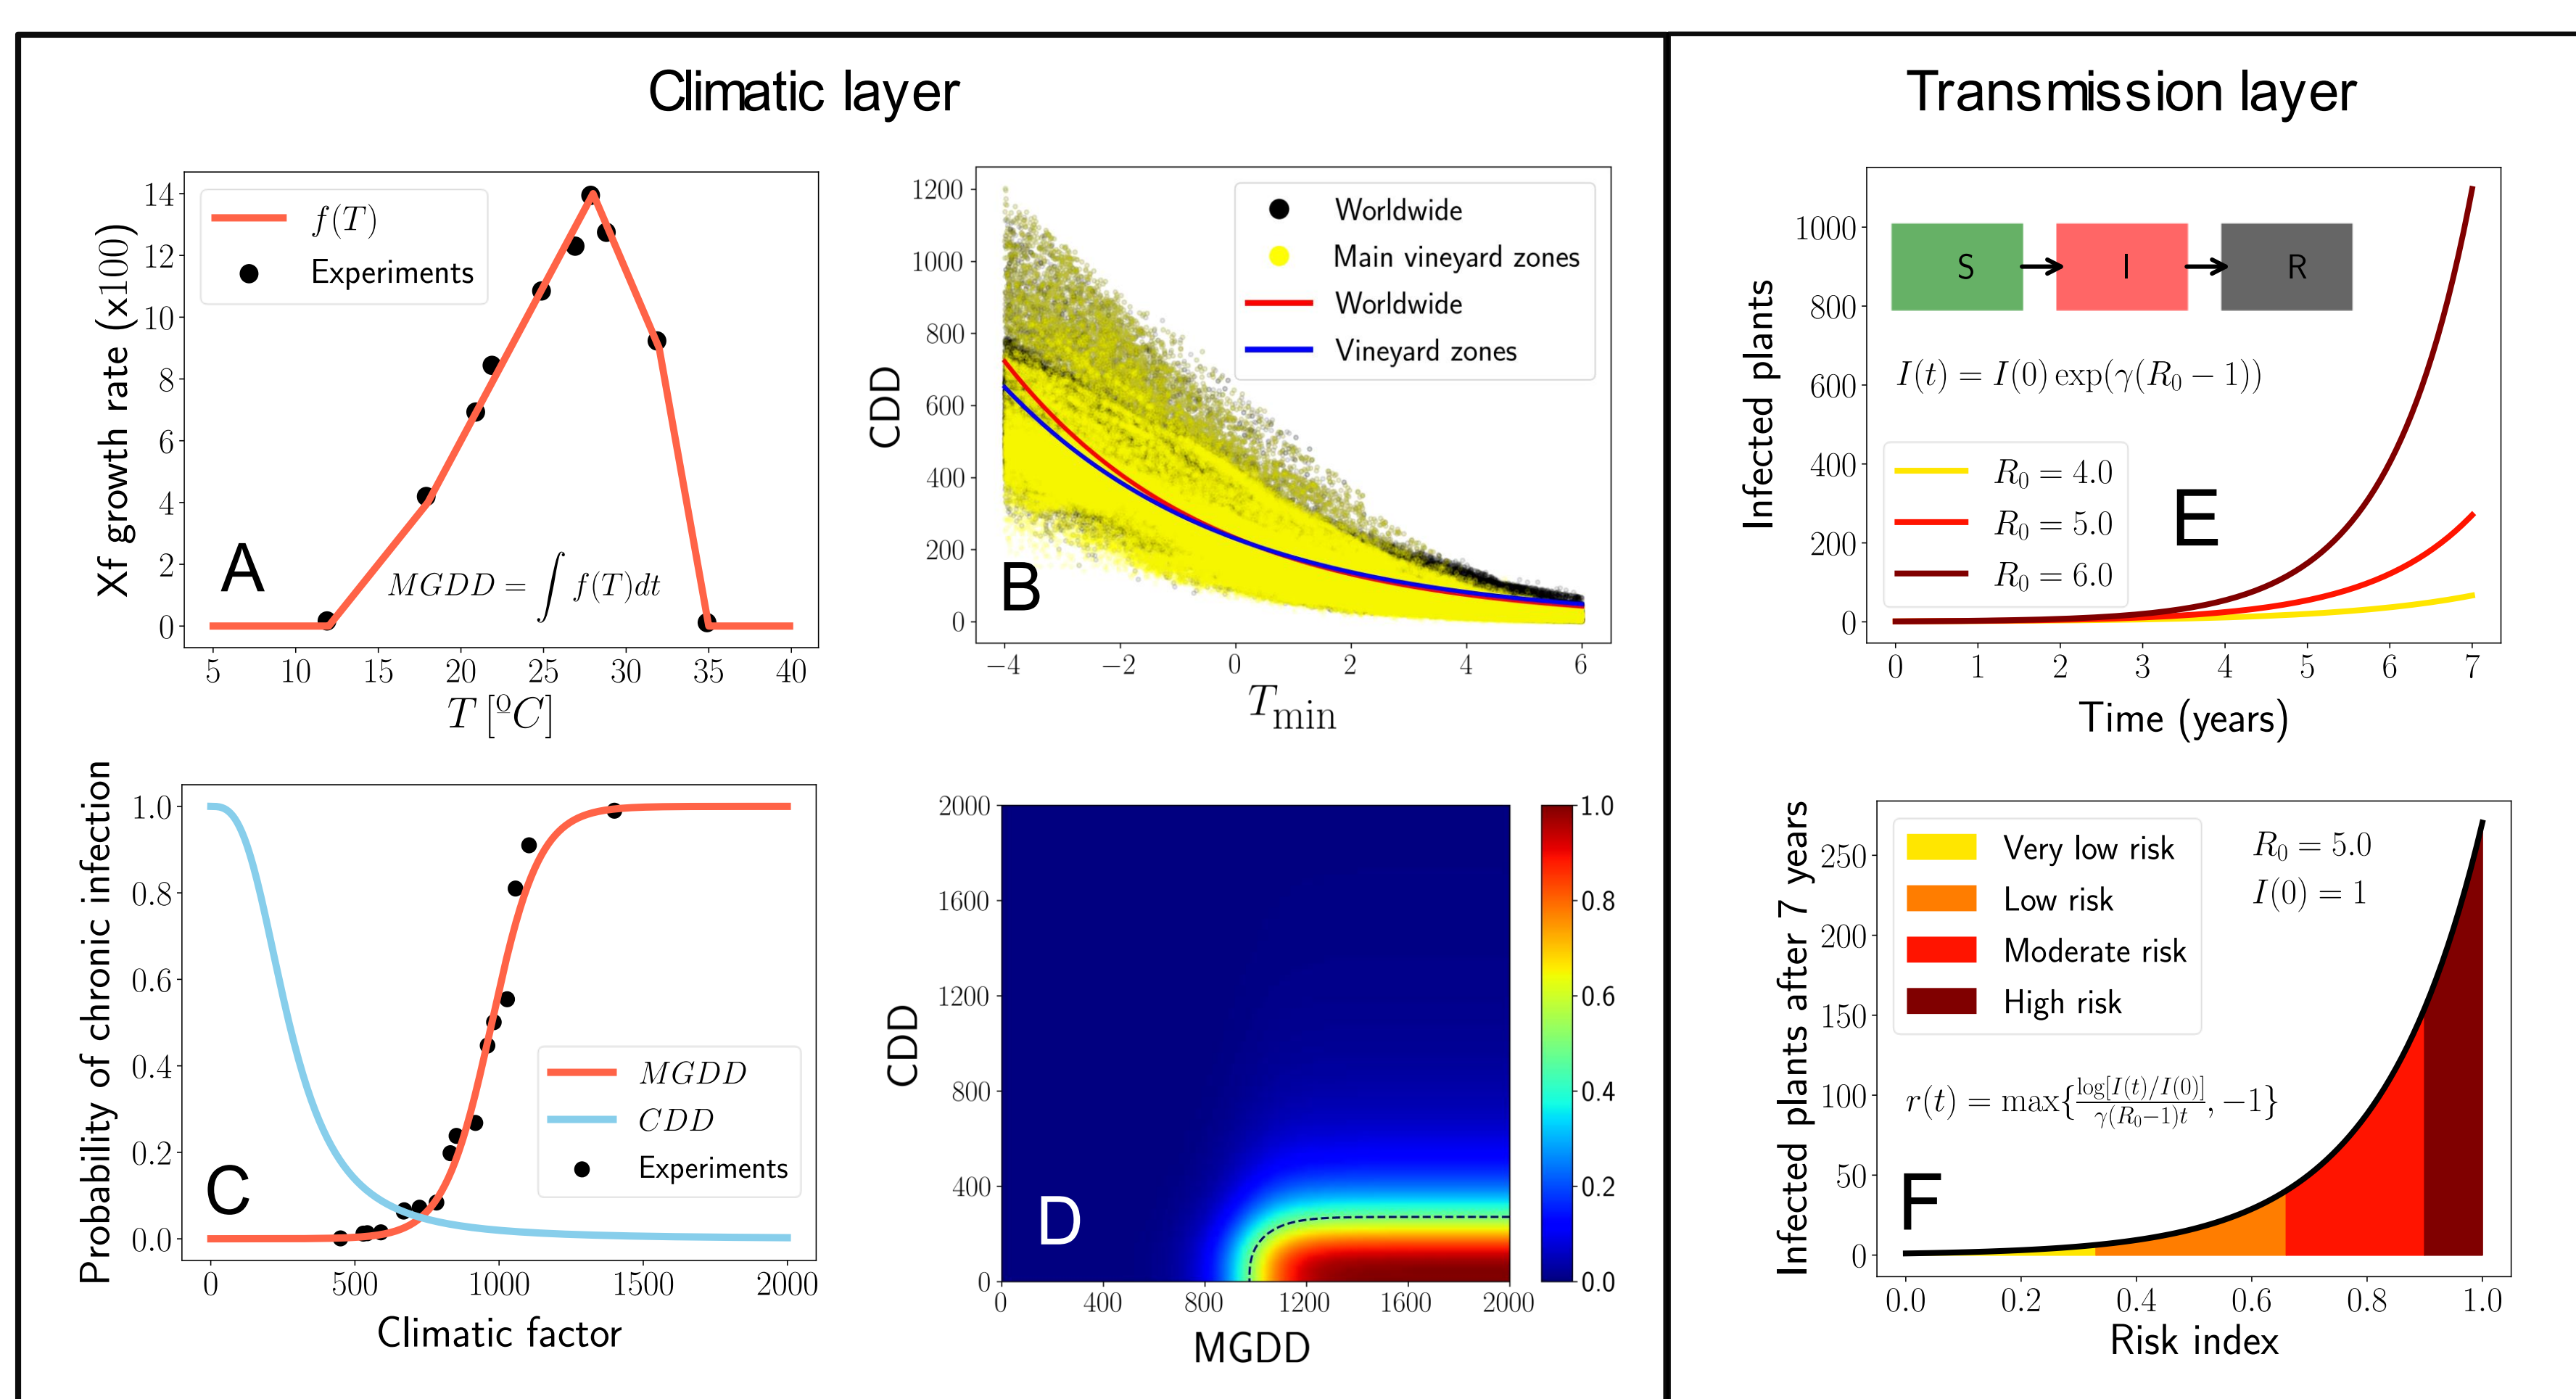 Climatic layer
Transmission layer
Xf growth rate (x100)
14
12
10
8
6
4
2
0
f(T)
Experiments
A
MGDD = ∫ f(T)dt
5 10 15 20 25 30 35 40
T [ºC]
CDD
1200
1000
800
600
400
200
0
Worldwide
Main vineyard zones
Worldwide
Vineyard zones
B
−4 −2 0 2 4 6
T_min
Infected plants
1000
800
600
400
200
0
S I R
I(t) = I(0) exp(γ(R₀ − 1))
R₀ = 4.0
R₀ = 5.0
R₀ = 6.0
E
0 1 2 3 4 5 6 7
Time (years)
Probability of chronic infection
1.0
0.8
0.6
0.4
0.2
0.0
MGDD
CDD
Experiments
C
0 500 1000 1500 2000
Climatic factor
CDD
2000
1600
1200
800
400
0
D
0 400 800 1200 1600 2000
MGDD
1.0
0.8
0.6
0.4
0.2
0.0
Infected plants after 7 years
250
200
150
100
50
0
Very low risk
Low risk
Moderate risk
High risk
R₀ = 5.0
I(0) = 1
r(t) = max{log[I(t)/I(0)]/γ(R₀−1)t, −1}
F
0.0 0.2 0.4 0.6 0.8 1.0
Risk index